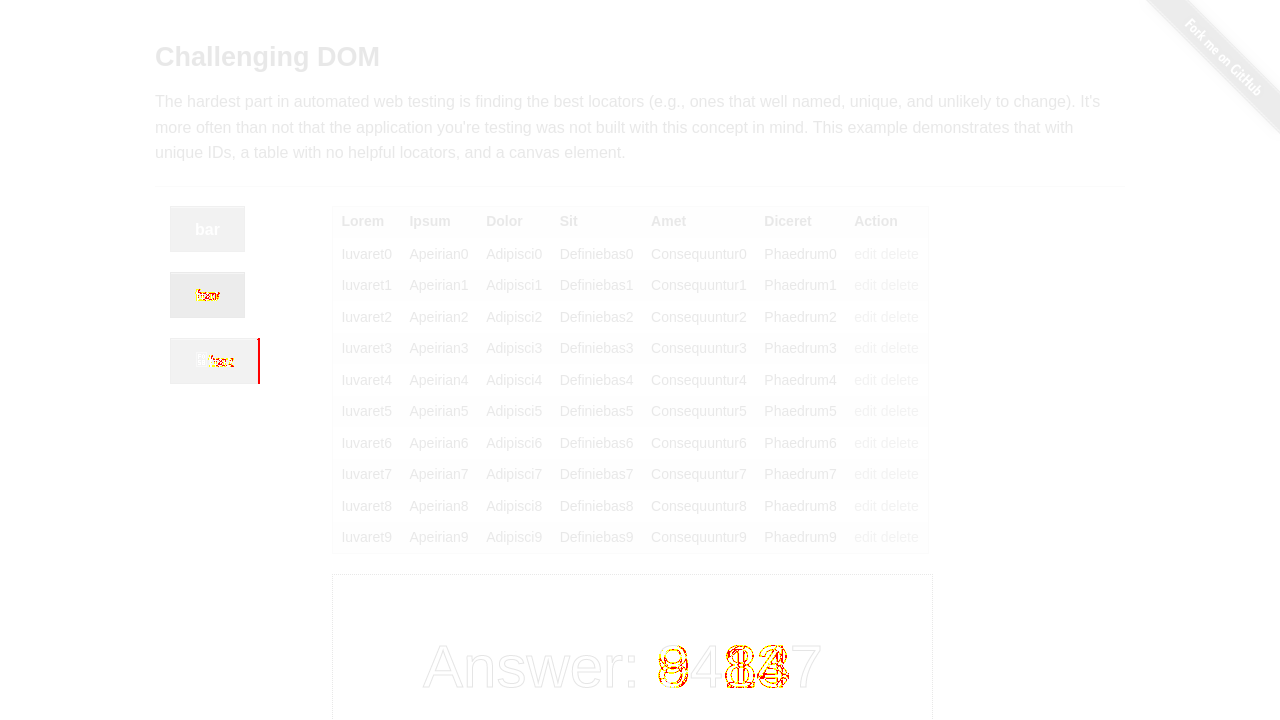 Fork me on GitHub
Challenging DOM
The hardest part in automated web testing is finding the best locators (e.g., ones that well named, unique, and unlikely to change). It's
more often than not that the application you're testing was not built with this concept in mind. This example demonstrates that with
unique IDs, a table with no helpful locators, and a canvas element.
bar
Lorem Ipsum Dolor Sit Amet Diceret Action
Iuvaret0 Apeirian0 Adipisci0 Definiebas0 Consequuntur0 Phaedrum0 edit delete
Iuvaret1 Apeirian1 Adipisci1 Definiebas1 Consequuntur1 Phaedrum1 edit delete
Iuvaret2 Apeirian2 Adipisci2 Definiebas2 Consequuntur2 Phaedrum2 edit delete
Iuvaret3 Apeirian3 Adipisci3 Definiebas3 Consequuntur3 Phaedrum3 edit delete
Iuvaret4 Apeirian4 Adipisci4 Definiebas4 Consequuntur4 Phaedrum4 edit delete
Iuvaret5 Apeirian5 Adipisci5 Definiebas5 Consequuntur5 Phaedrum5 edit delete
Iuvaret6 Apeirian6 Adipisci6 Definiebas6 Consequuntur6 Phaedrum6 edit delete
Iuvaret7 Apeirian7 Adipisci7 Definiebas7 Consequuntur7 Phaedrum7 edit delete
Iuvaret8 Apeirian8 Adipisci8 Definiebas8 Consequuntur8 Phaedrum8 edit delete
Iuvaret9 Apeirian9 Adipisci9 Definiebas9 Consequuntur9 Phaedrum9 edit delete
Answer: